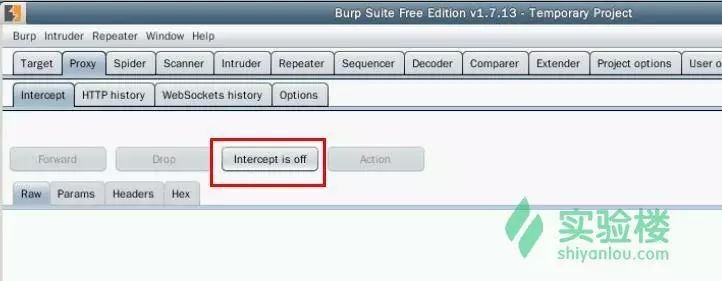 Burp Suite Free Edition v1.7.13 - Temporary Project
Burp Intruder Repeater Window Help
Target Proxy Spider Scanner Intruder Repeater Sequencer Decoder Comparer Extender Project options User o
Intercept HTTP history WebSockets history Options
Forward Drop Intercept is off Action
Raw Params Headers Hex
实验楼
shiyanlou.com